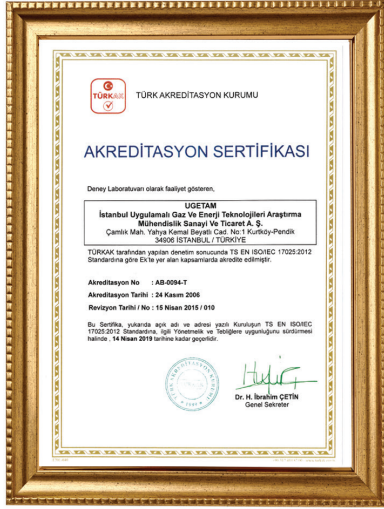 TÜRKAK
TÜRK AKREDİTASYON KURUMU
AKREDİTASYON SERTİFİKASI
Deney Laboratuvarı olarak faaliyet gösteren,
UGETAM
İstanbul Uygulamalı Gaz Ve Enerji Teknolojileri Araştırma
Mühendislik Sanayi Ve Ticaret A. Ş.
Çamlık Mah. Yahya Kemal Beyatlı Cad. No:1 Kurtköy-Pendik
34906 İSTANBUL / TÜRKİYE
TÜRKAK tarafından yapılan denetim sonucunda TS EN ISO/IEC 17025:2012
Standardına göre Ek'te yer alan kapsamlarda akredite edilmiştir.
Akreditasyon No : AB-0094-T
Akreditasyon Tarihi : 24 Kasım 2006
Revizyon Tarihi / No : 15 Nisan 2015 / 010
Bu Sertifika, yukarıda açık adı ve adresi yazılı Kuruluşun TS EN ISO/IEC
17025:2012 Standardına, ilgili Yönetmelik ve Tebliğlere uygunluğunu sürdürmesi
halinde , 14 Nisan 2019 tarihine kadar geçerlidir.
Dr. H. İbrahim ÇETİN
Genel Sekreter